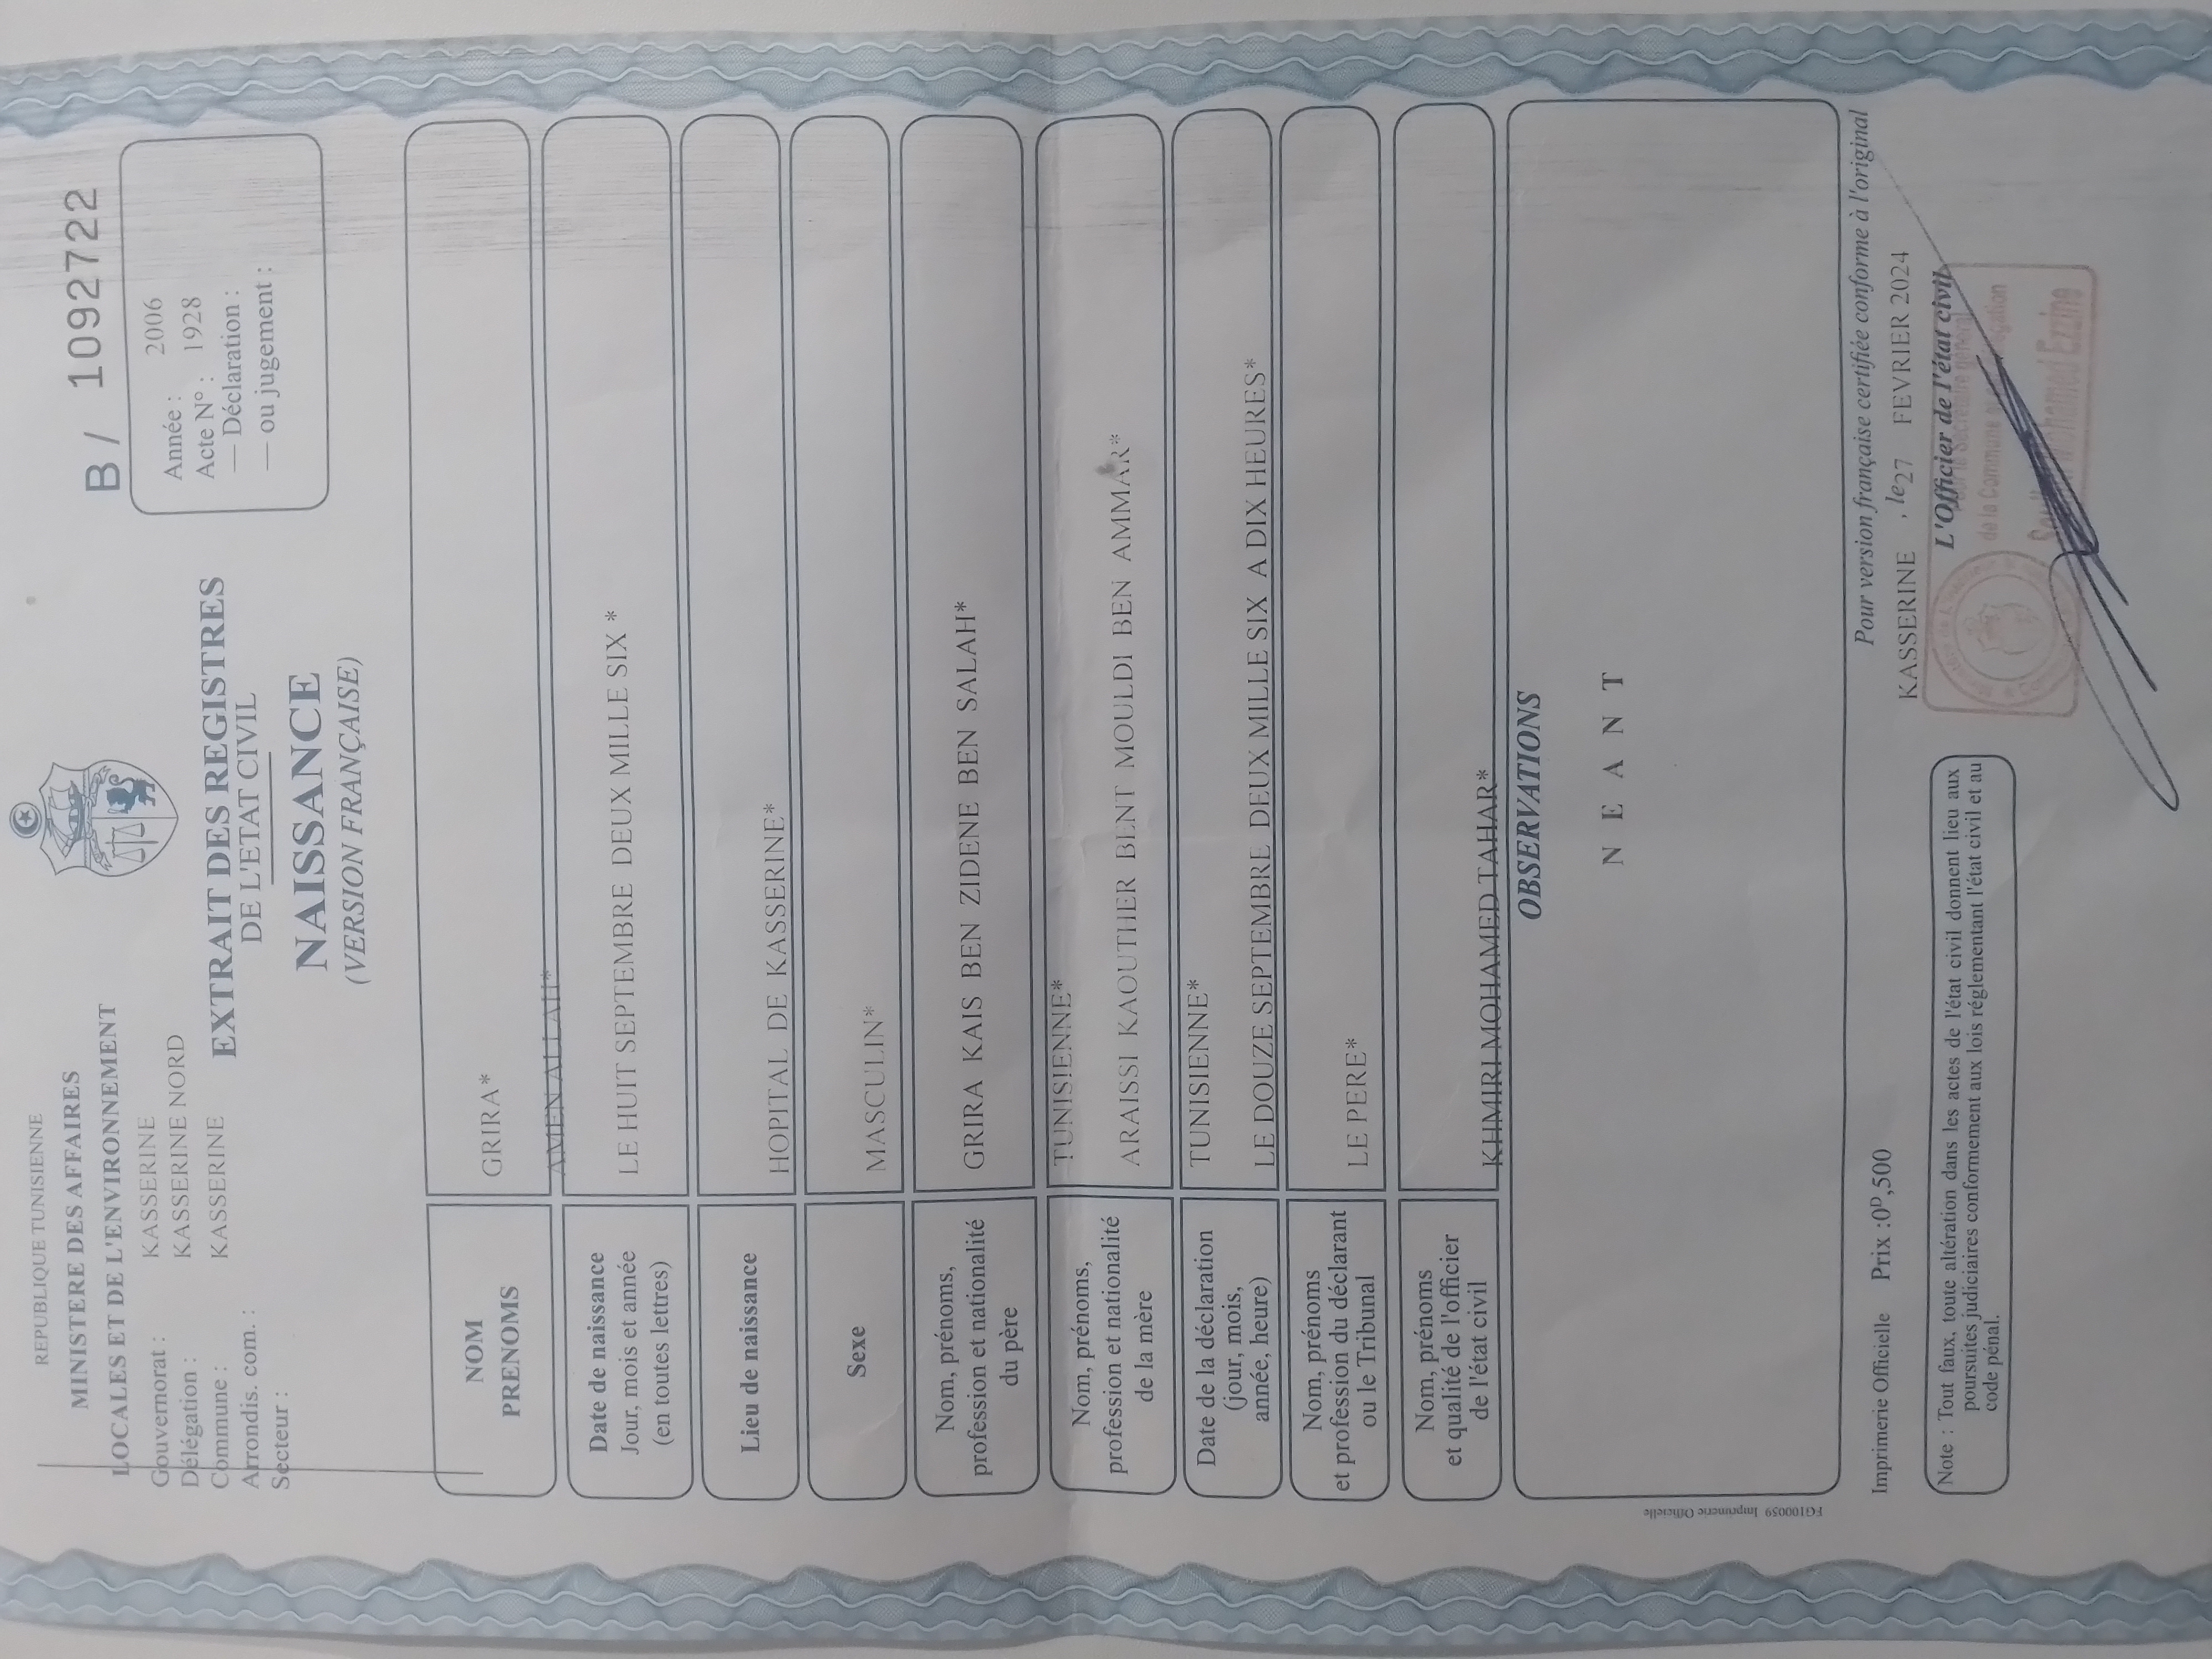 REPUBLIQUE TUNISIENNE
MINISTERE DES AFFAIRES
LOCALES ET DE L'ENVIRONNEMENT
Gouvernorat : KASSERINE
Délégation : KASSERINE NORD
Commune : KASSERINE
Arrondis. com. :
Secteur :
B / 1092722
Année : 2006
Acte N° : 1928
— Déclaration :
— ou jugement :
EXTRAIT DES REGISTRES
DE L'ETAT CIVIL
NAISSANCE
(VERSION FRANÇAISE)
NOM
PRENOMS
GRIRA*
AMEN ALLAH*
Date de naissance
Jour, mois et année
(en toutes lettres)
LE HUIT SEPTEMBRE DEUX MILLE SIX *
Lieu de naissance
HOPITAL DE KASSERINE*
Sexe
MASCULIN*
Nom, prénoms,
profession et nationalité
du père
GRIRA KAIS BEN ZIDENE BEN SALAH*
TUNISIENNE*
Nom, prénoms,
profession et nationalité
de la mère
ARAISSI KAOUTHER BENT MOULDI BEN AMMAR*
TUNISIENNE*
Date de la déclaration
(jour, mois,
année, heure)
LE DOUZE SEPTEMBRE DEUX MILLE SIX A DIX HEURES*
Nom, prénoms
et profession du déclarant
ou le Tribunal
LE PERE*
Nom, prénoms
et qualité de l'officier
de l'état civil
KHMIRI MOHAMED TAHAR*
OBSERVATIONS
N E A N T
FG100059 Imprimerie Officielle
Imprimerie Officielle Prix :0D,500
Pour version française certifiée conforme à l'original
KASSERINE , le27 FEVRIER 2024
L'Officier de l'état civil
de la Commune
Mohamed Ezzine
Note : Tout faux, toute altération dans les actes de l'état civil donnent lieu aux
poursuites judiciaires conformement aux lois réglementant l'état civil et au
code pénal.